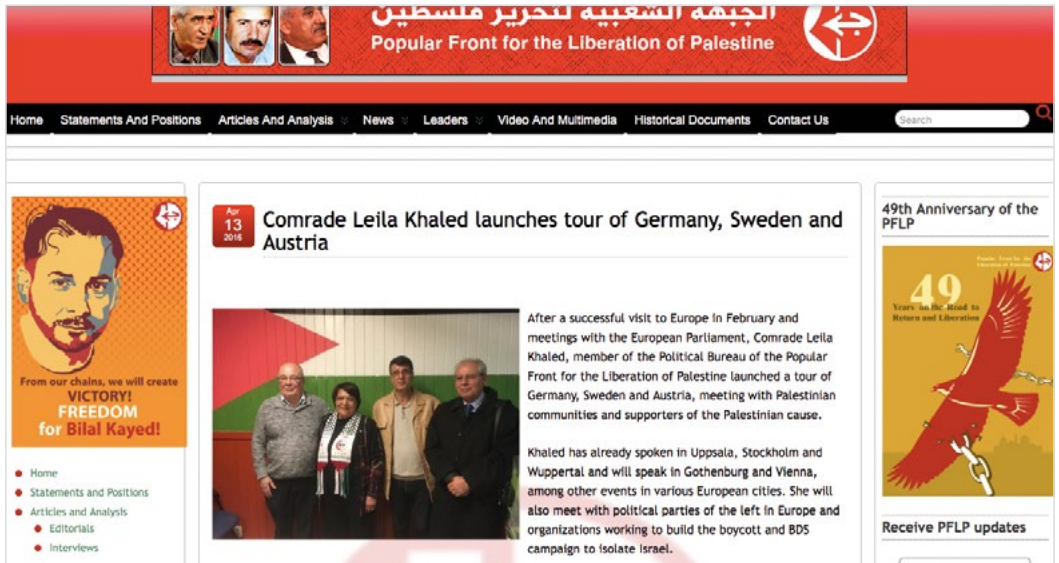 الجبهة الشعبية لتحرير فلسطين
Popular Front for the Liberation of Palestine
Home Statements And Positions Articles And Analysis News Leaders Video And Multimedia Historical Documents Contact Us Search
From our chains, we will create
VICTORY!
FREEDOM
for Bilal Kayed!
Home
Statements and Positions
Articles and Analysis
Editorials
Interviews
Apr
13
2016
Comrade Leila Khaled launches tour of Germany, Sweden and
Austria
After a successful visit to Europe in February and
meetings with the European Parliament, Comrade Leila
Khaled, member of the Political Bureau of the Popular
Front for the Liberation of Palestine launched a tour of
Germany, Sweden and Austria, meeting with Palestinian
communities and supporters of the Palestinian cause.
Khaled has already spoken in Uppsala, Stockholm and
Wuppertal and will speak in Gothenburg and Vienna,
among other events in various European cities. She will
also meet with political parties of the left in Europe and
organizations working to build the boycott and BDS
campaign to isolate Israel.
49th Anniversary of the
PFLP
Popular Front for the
Liberation of Palestine
49
Years on the Road to
Return and Liberation
Receive PFLP updates